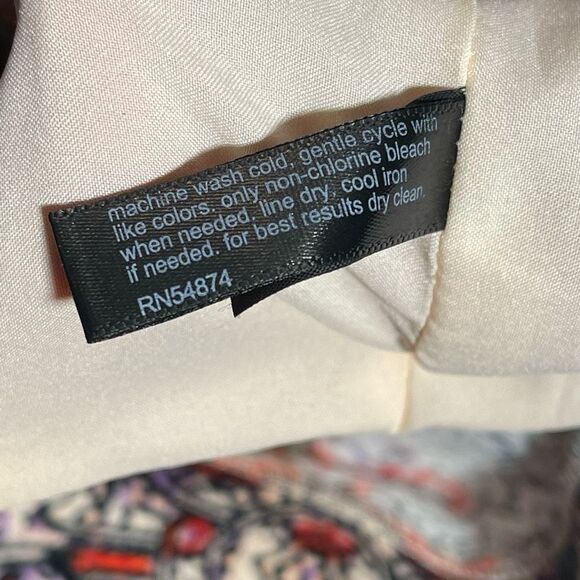 machine wash cold. gentle cycle with
like colors. only non-chlorine bleach
when needed. line dry. cool iron
if needed. for best results dry clean.
RN54874